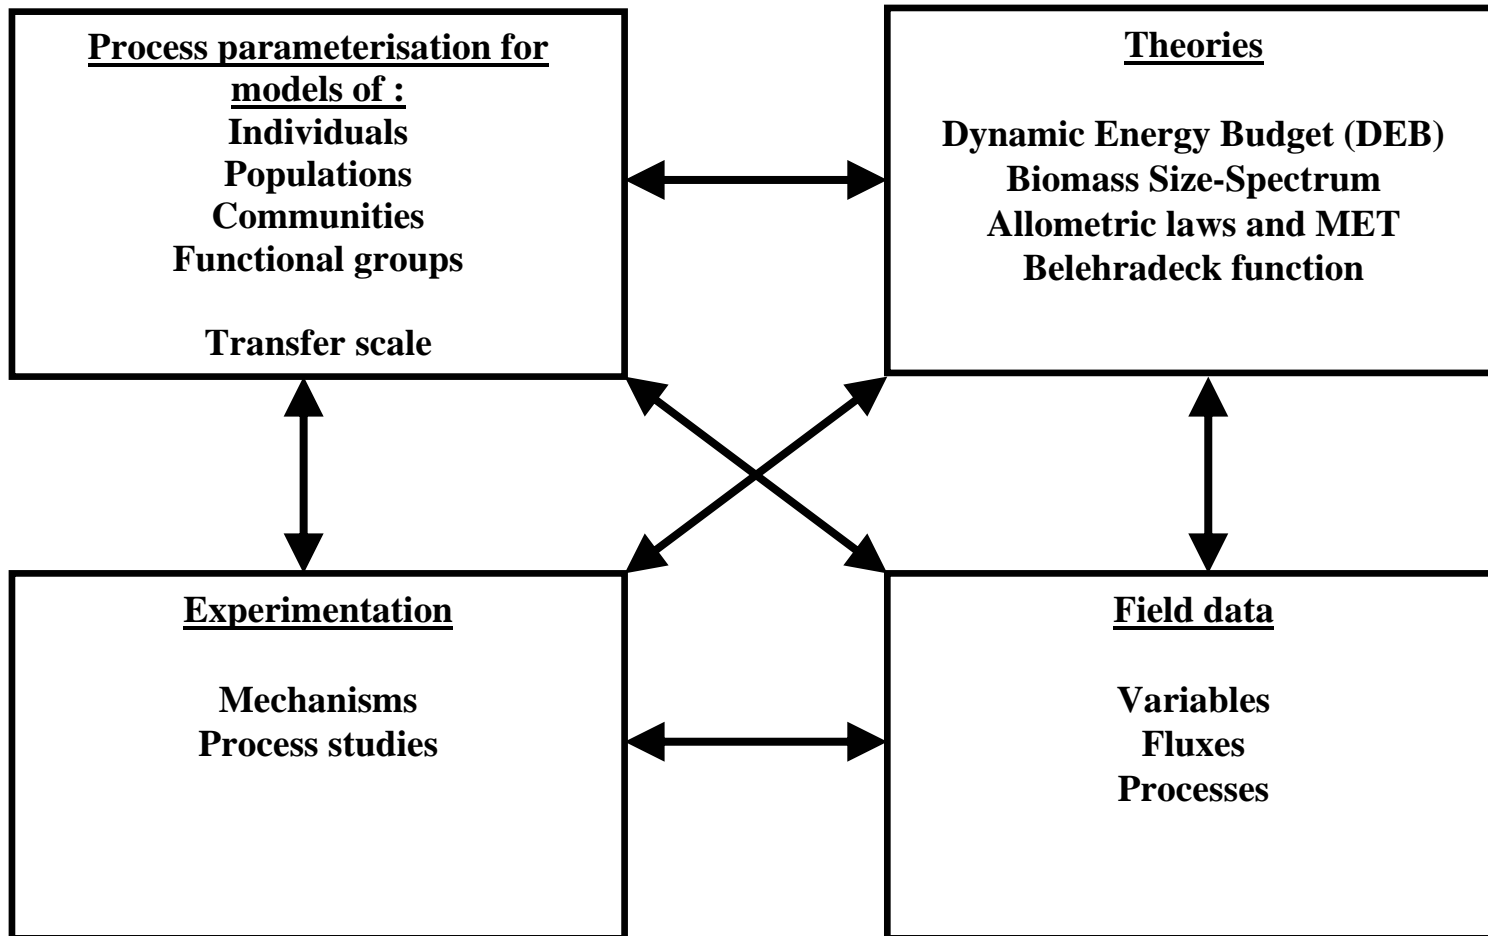 Process parameterisation for
models of :
Individuals
Populations
Communities
Functional groups
Transfer scale
Theories
Dynamic Energy Budget (DEB)
Biomass Size-Spectrum
Allometric laws and MET
Belehradeck function
Experimentation
Mechanisms
Process studies
Field data
Variables
Fluxes
Processes